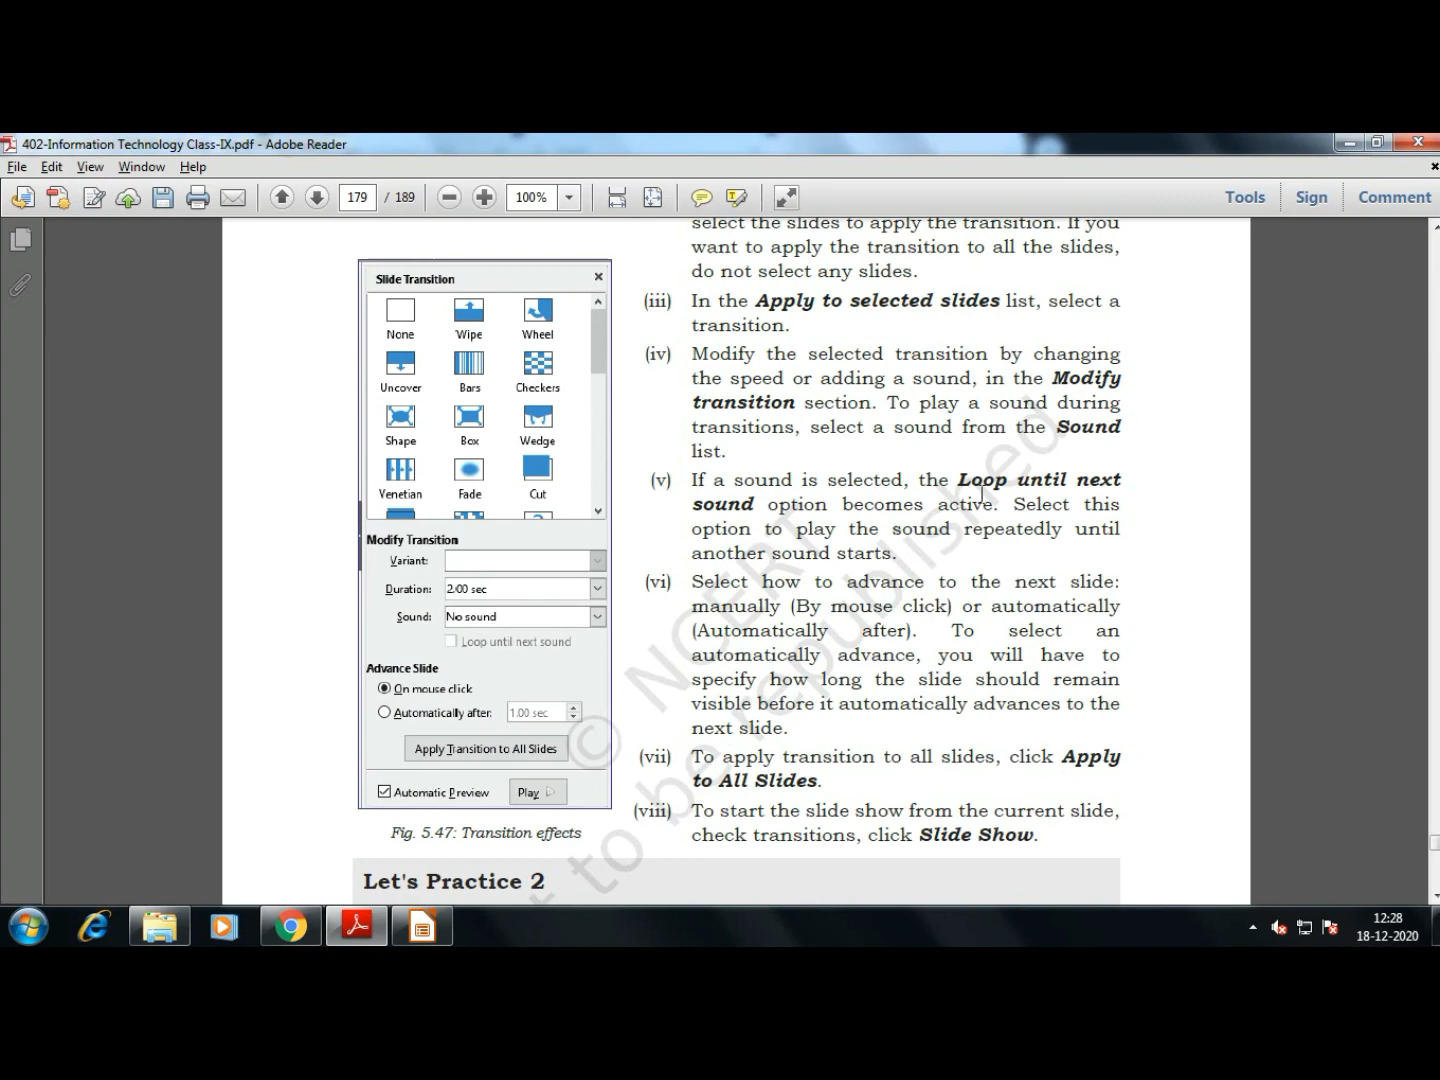 402-Information Technology Class-IX.pdf - Adobe Reader
File Edit View Window Help
179 / 189 100% Tools Sign Comment
select the slides to apply the transition. If you
want to apply the transition to all the slides,
do not select any slides.
(iii) In the Apply to selected slides list, select a
transition.
(iv) Modify the selected transition by changing
the speed or adding a sound, in the Modify
transition section. To play a sound during
transitions, select a sound from the Sound
list.
(v) If a sound is selected, the Loop until next
sound option becomes active. Select this
option to play the sound repeatedly until
another sound starts.
(vi) Select how to advance to the next slide:
manually (By mouse click) or automatically
(Automatically after). To select an
automatically advance, you will have to
specify how long the slide should remain
visible before it automatically advances to the
next slide.
(vii) To apply transition to all slides, click Apply
to All Slides.
(viii) To start the slide show from the current slide,
check transitions, click Slide Show.
Slide Transition
None Wipe Wheel
Uncover Bars Checkers
Shape Box Wedge
Venetian Fade Cut
Modify Transition
Variant:
Duration: 2.00 sec
Sound: No sound
Loop until next sound
Advance Slide
On mouse click
Automatically after: 1.00 sec
Apply Transition to All Slides
Automatic Preview Play
Fig. 5.47: Transition effects
Let's Practice 2
© NCERT
to be republished
12:28
18-12-2020